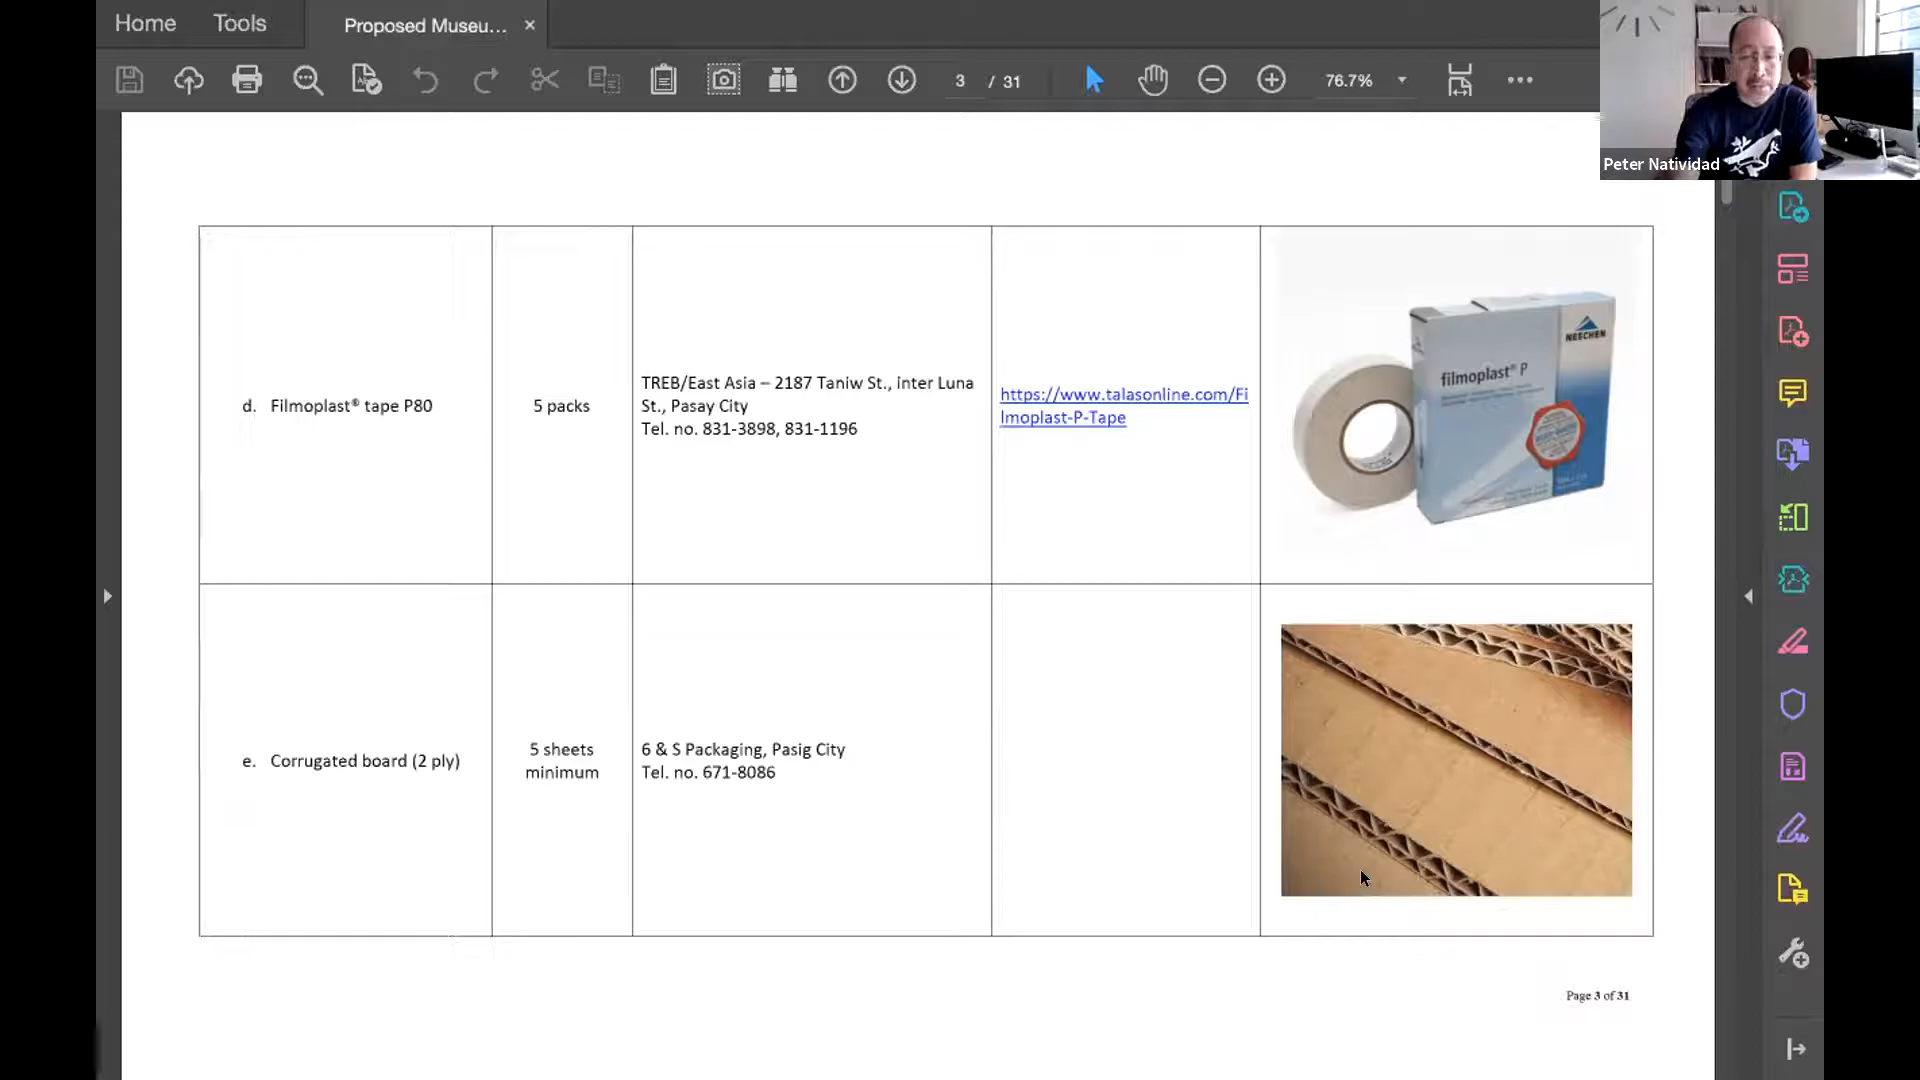 Home Tools Proposed Museu... ×
3 / 31 76.7%
Peter Natividad
d. Filmoplast® tape P80
5 packs
TREB/East Asia – 2187 Taniw St., inter Luna
St., Pasay City
Tel. no. 831-3898, 831-1196
https://www.talasonline.com/Fi
lmoplast-P-Tape
NESCHEN
filmoplast® P
e. Corrugated board (2 ply)
5 sheets
minimum
6 & S Packaging, Pasig City
Tel. no. 671-8086
Page 3 of 31